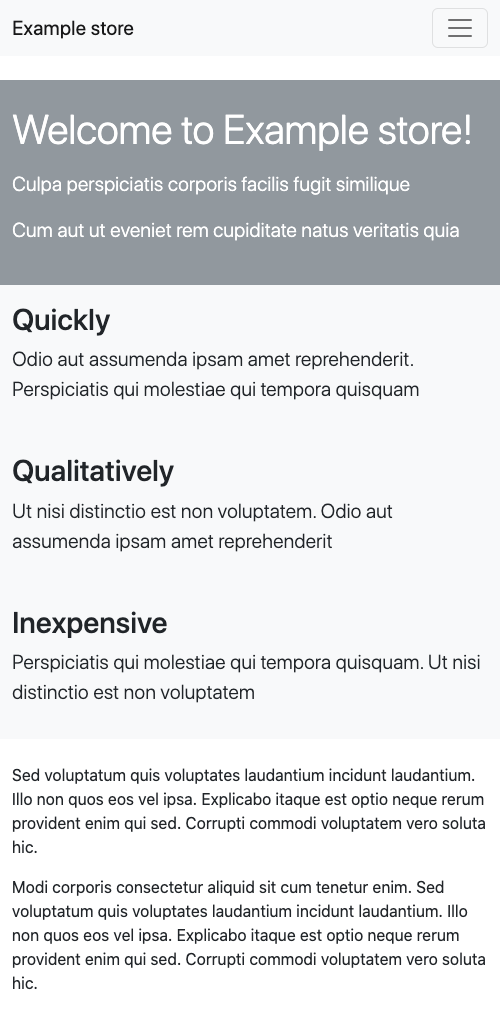 Example store
Welcome to Example store!
Culpa perspiciatis corporis facilis fugit similique
Cum aut ut eveniet rem cupiditate natus veritatis quia
Quickly
Odio aut assumenda ipsam amet reprehenderit.
Perspiciatis qui molestiae qui tempora quisquam
Qualitatively
Ut nisi distinctio est non voluptatem. Odio aut
assumenda ipsam amet reprehenderit
Inexpensive
Perspiciatis qui molestiae qui tempora quisquam. Ut nisi
distinctio est non voluptatem
Sed voluptatum quis voluptates laudantium incidunt laudantium.
Illo non quos eos vel ipsa. Explicabo itaque est optio neque rerum
provident enim qui sed. Corrupti commodi voluptatem vero soluta
hic.
Modi corporis consectetur aliquid sit cum tenetur enim. Sed
voluptatum quis voluptates laudantium incidunt laudantium. Illo
non quos eos vel ipsa. Explicabo itaque est optio neque rerum
provident enim qui sed. Corrupti commodi voluptatem vero soluta
hic.